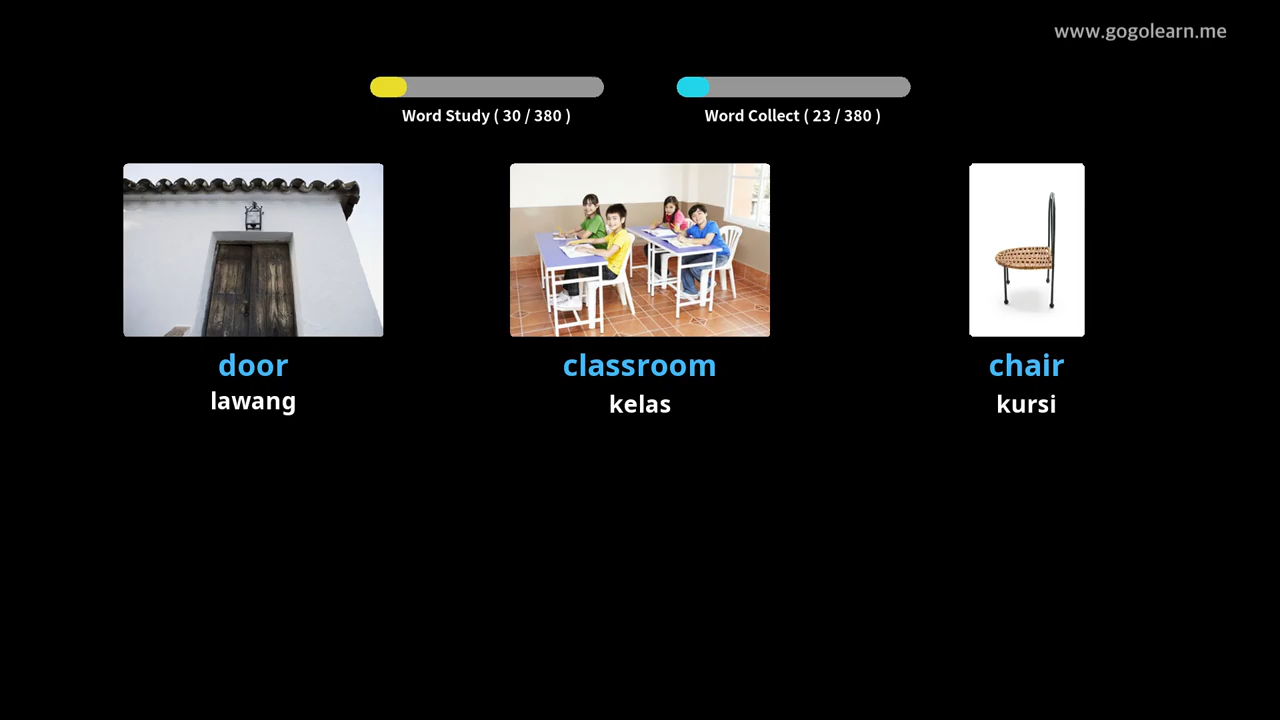 www.gogolearn.me
Word Study ( 30 / 380 )
Word Collect ( 23 / 380 )
door
lawang
classroom
kelas
chair
kursi